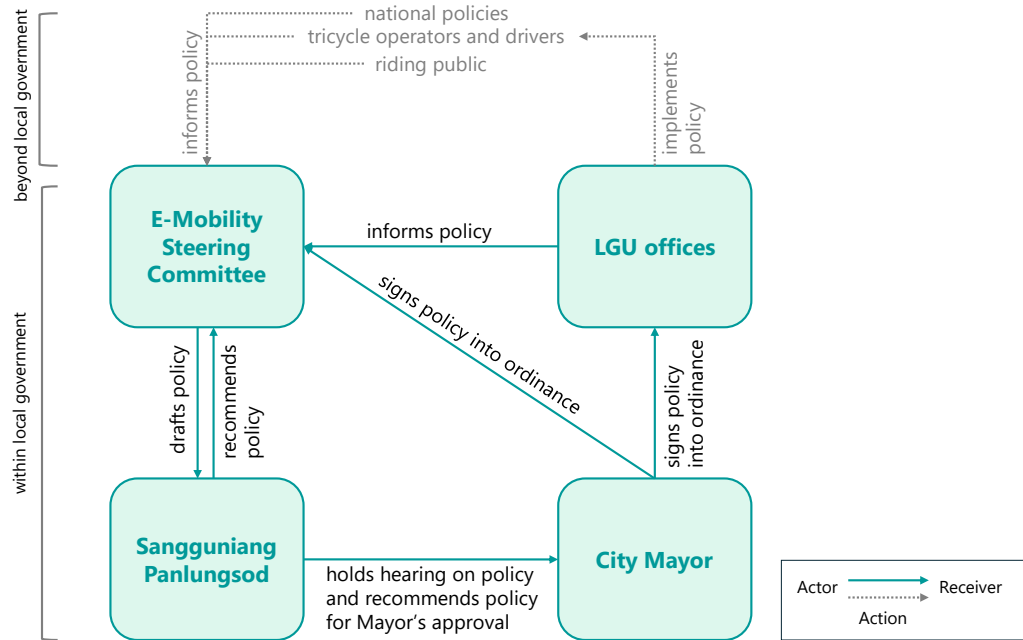 national policies
tricycle operators and drivers
riding public
beyond local government
informs policy
implements
policy
E-Mobility
Steering
Committee
informs policy
LGU offices
signs policy into ordinance
within local government
drafts policy
recommends
policy
signs policy
into ordinance
Sangguniang
Panlungsod
holds hearing on policy
and recommends policy
for Mayor's approval
City Mayor
Actor
Receiver
Action